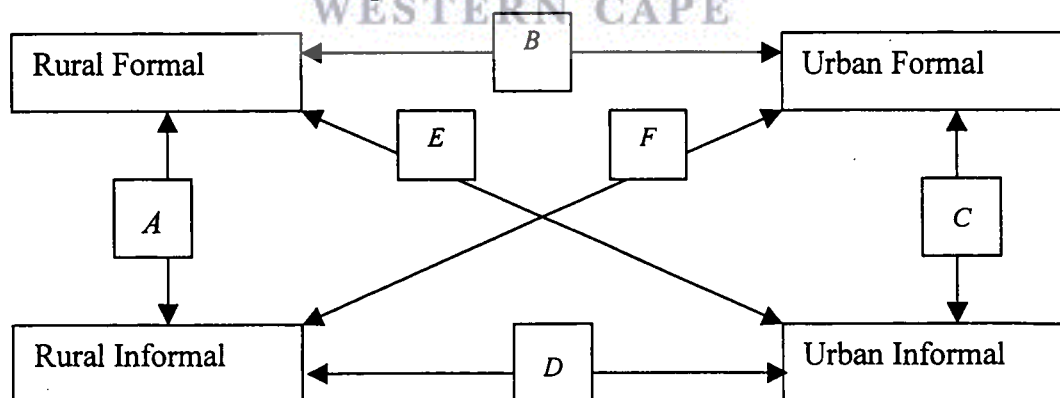 WESTERN CAPE
B
Rural Formal
Urban Formal
E
F
A
C
Rural Informal
Urban Informal
D